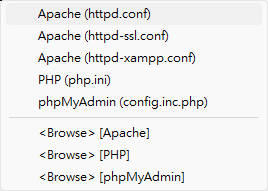 Apache (httpd.conf)
Apache (httpd-ssl.conf)
Apache (httpd-xampp.conf)
PHP (php.ini)
phpMyAdmin (config.inc.php)
<Browse> [Apache]
<Browse> [PHP]
<Browse> [phpMyAdmin]